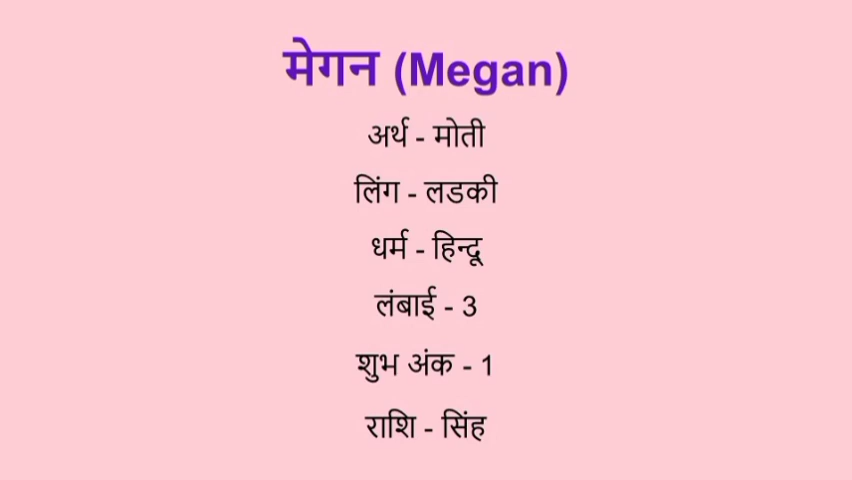 मेगन (Megan)
अर्थ - मोती
लिंग - लडकी
धर्म - हिन्दू
लंबाई - 3
शुभ अंक - 1
राशि - सिंह